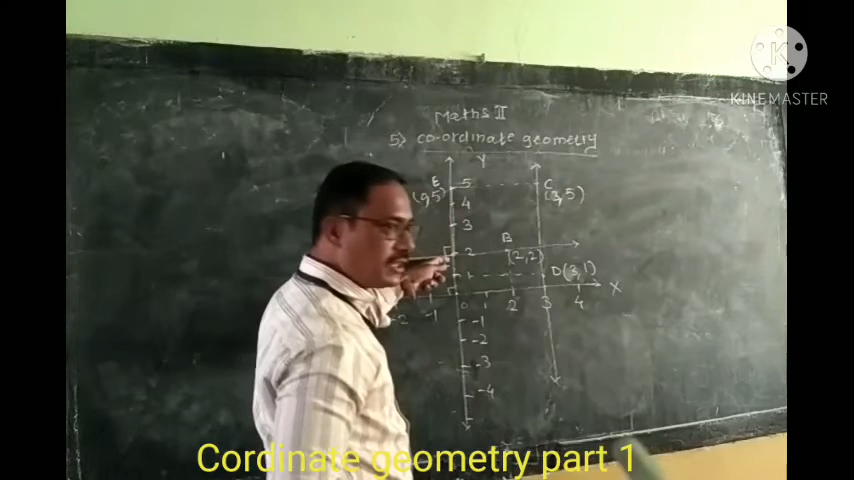 KINEMASTER
Maths II
5) co-ordinate geometry
Y
E
5
C
(0,5)
(3,5)
4
3
B
2
(2,2)
1
D(3,1)
X
-2 -1 0 1 2 3 4
-1
-2
-3
-4
Cordinate geometry part 1